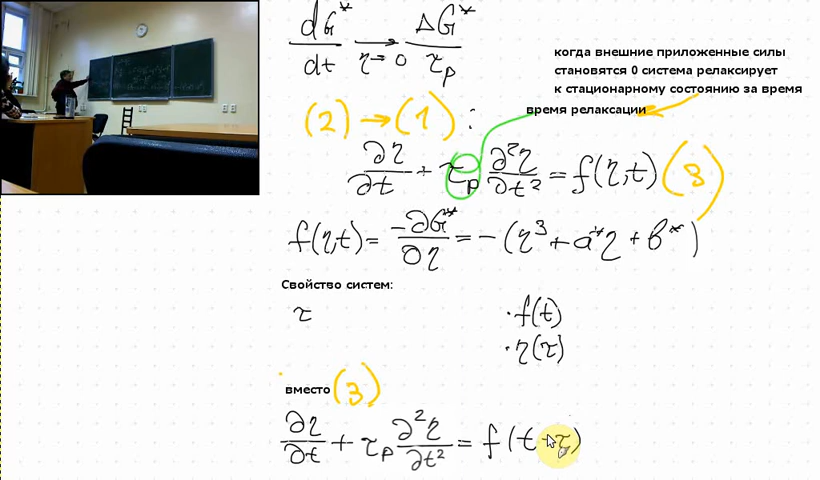 dG* / dt →(η→0) ΔG* / τp
когда внешние приложенные силы
становятся 0 система релаксирует
к стационарному состоянию за время
время релаксации
(2) → (1) :
∂η/∂t + τp ∂²η/∂t² = f(η,t) (3)
f(η,t) = -∂G*/∂η = -(η³ + a*η + b*)
Свойство систем:
τ
·f(t)
·η(τ)
вместо (3)
∂η/∂t + τp ∂²η/∂t² = f(t-τ)